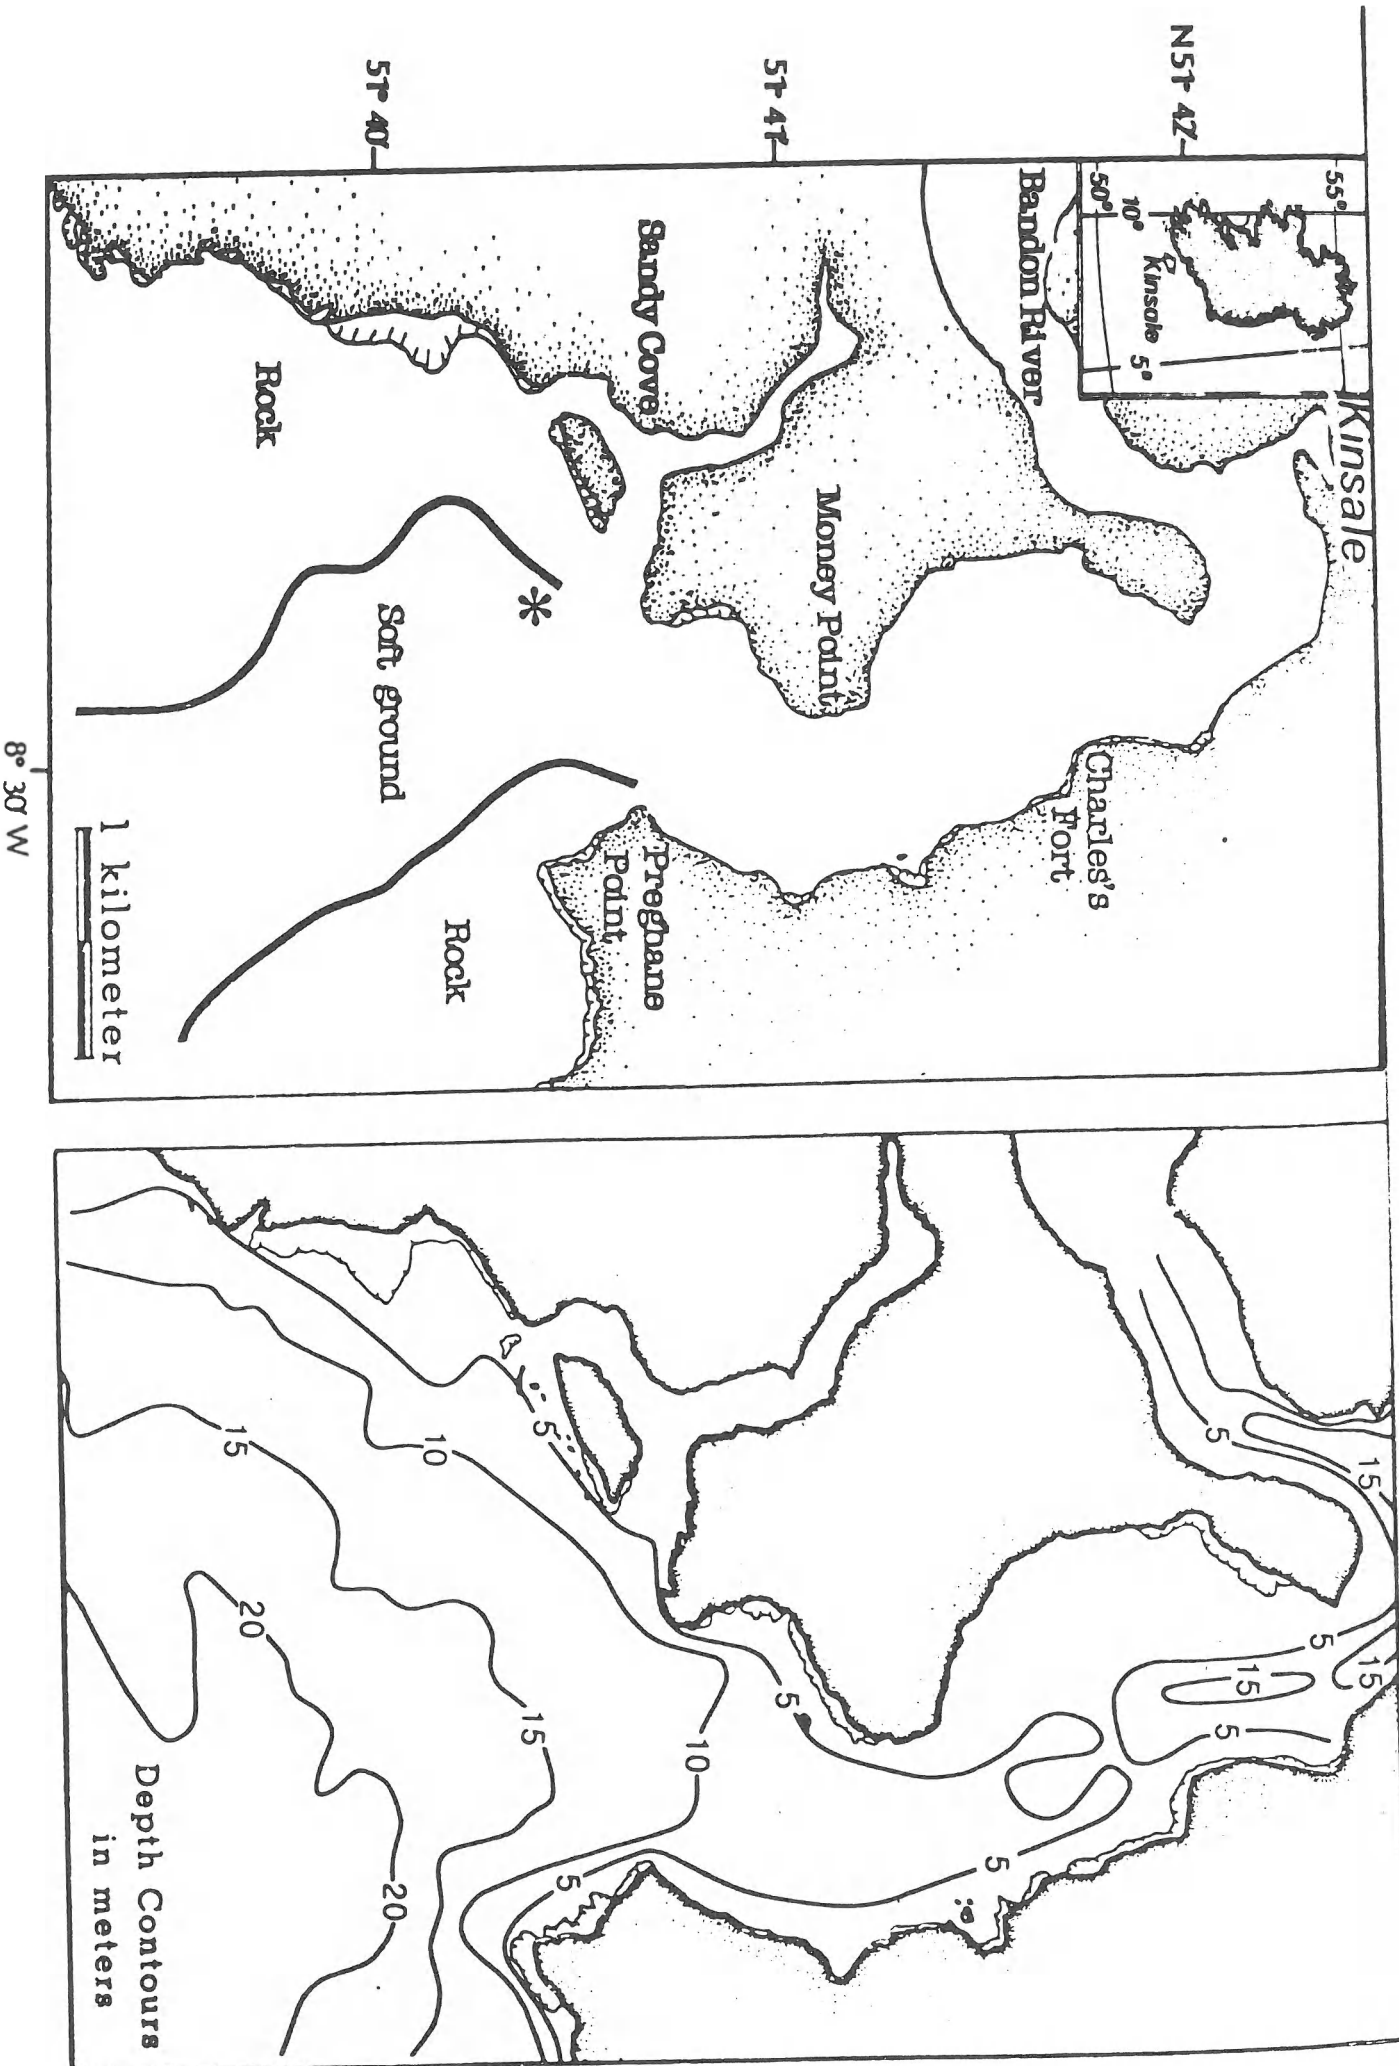 55°
50°
10°
5°
Kinsale
Kinsale
N51° 42'
51° 41'
51° 40'
Bandon River
Charles's
Fort
Money Point
Sandy Cove
Preghane
Point
*
Rock
Soft ground
Rock
1 kilometer
8° 30' W
15
5
5
15
15
5
5
5
10
5
5
15
10
15
20
20
Depth Contours
in meters